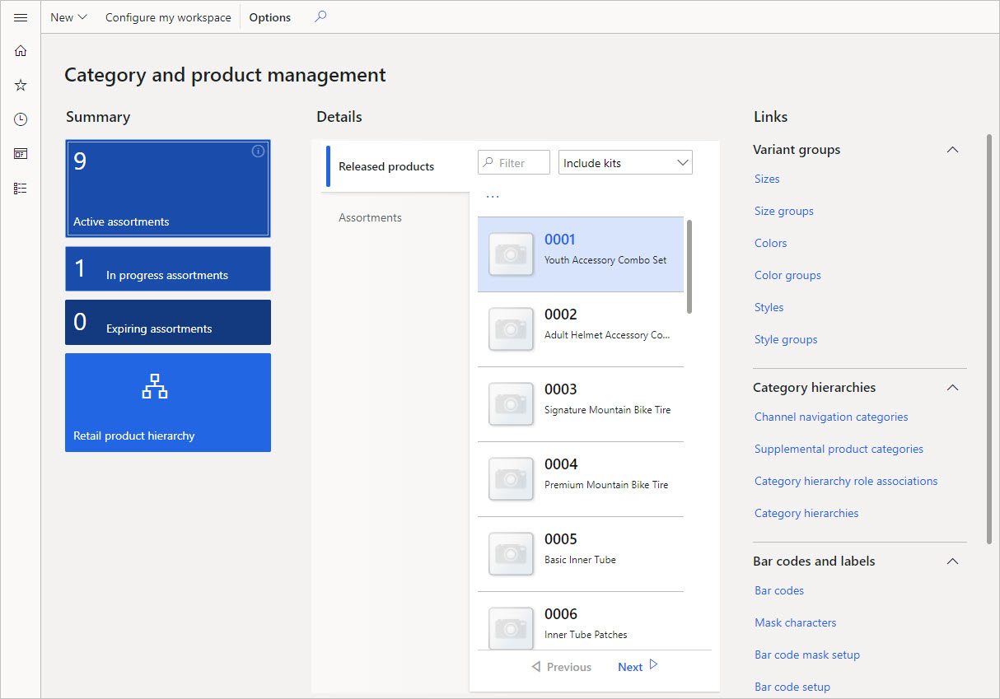 New
Configure my workspace
Options
Category and product management
Summary
9
Active assortments
1
In progress assortments
0
Expiring assortments
Retail product hierarchy
Details
Released products
Assortments
Filter
Include kits
...
0001
Youth Accessory Combo Set
0002
Adult Helmet Accessory Co...
0003
Signature Mountain Bike Tire
0004
Premium Mountain Bike Tire
0005
Basic Inner Tube
0006
Inner Tube Patches
Previous
Next
Links
Variant groups
Sizes
Size groups
Colors
Color groups
Styles
Style groups
Category hierarchies
Channel navigation categories
Supplemental product categories
Category hierarchy role associations
Category hierarchies
Bar codes and labels
Bar codes
Mask characters
Bar code mask setup
Bar code setup